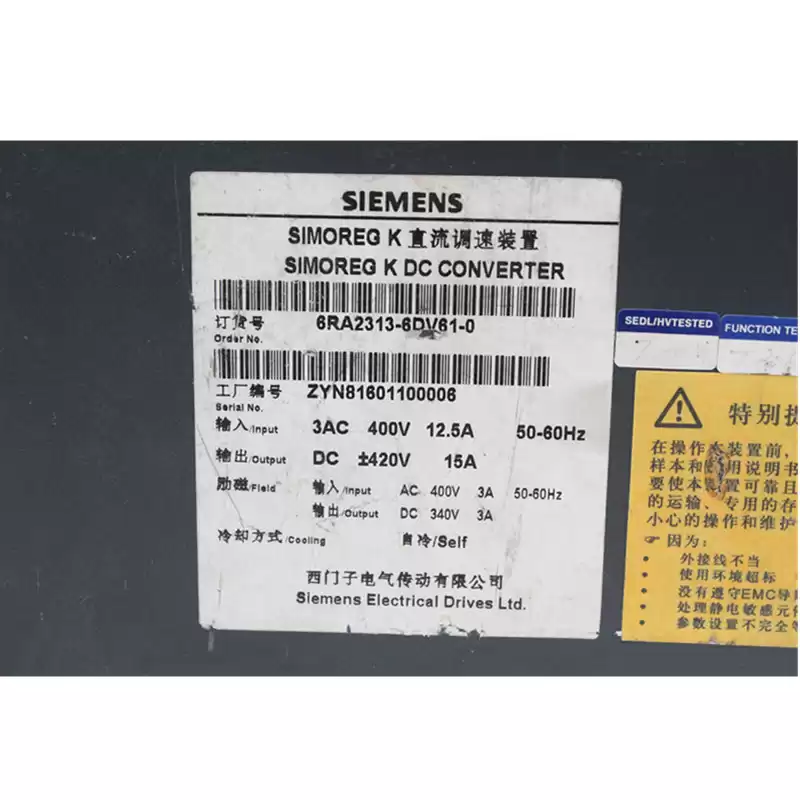 SIEMENS
SIMOREG K 直流调速装置
SIMOREG K DC CONVERTER
订货号 6RA2313-6DV61-0
Order No.
工厂编号 ZYN81601100006
Serial No.
输入/Input 3AC 400V 12.5A 50-60Hz
输出/Output DC ±420V 15A
励磁/Field 输入/Input AC 400V 3A 50-60Hz
输出/Output DC 340V 3A
冷却方式/Cooling 自冷/Self
西门子电气传动有限公司
Siemens Electrical Drives Ltd.
SEDL/HVTESTED
FUNCTION TE
特别提
在操作本装置前,
样本和使用说明书
要使本装置可靠且
的运输、专用的存
小心的操作和维护
☞ 因为:
• 外接线不当
• 使用环境超标
• 没有遵守EMC导
• 处理静电敏感元件
• 参数设置不完全